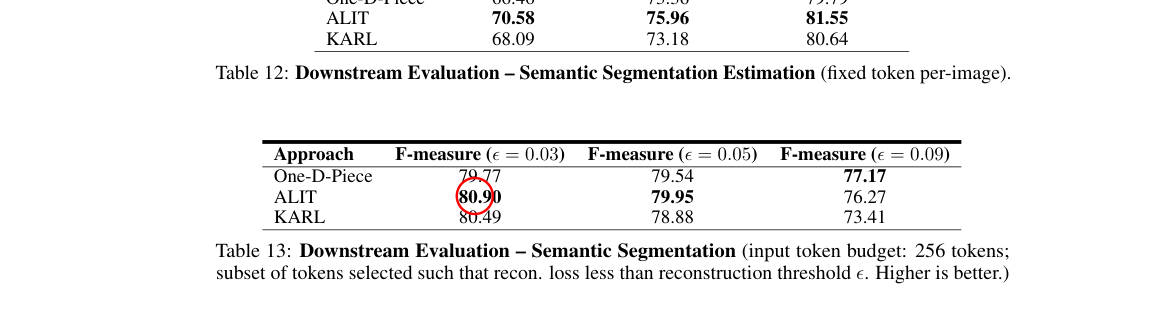 ALIT 70.58 75.96 81.55
KARL 68.09 73.18 80.64
Table 12: Downstream Evaluation – Semantic Segmentation Estimation (fixed token per-image).
Approach F-measure (ϵ = 0.03) F-measure (ϵ = 0.05) F-measure (ϵ = 0.09)
One-D-Piece 79.77 79.54 77.17
ALIT 80.90 79.95 76.27
KARL 80.49 78.88 73.41
Table 13: Downstream Evaluation – Semantic Segmentation (input token budget: 256 tokens;
subset of tokens selected such that recon. loss less than reconstruction threshold ϵ. Higher is better.)